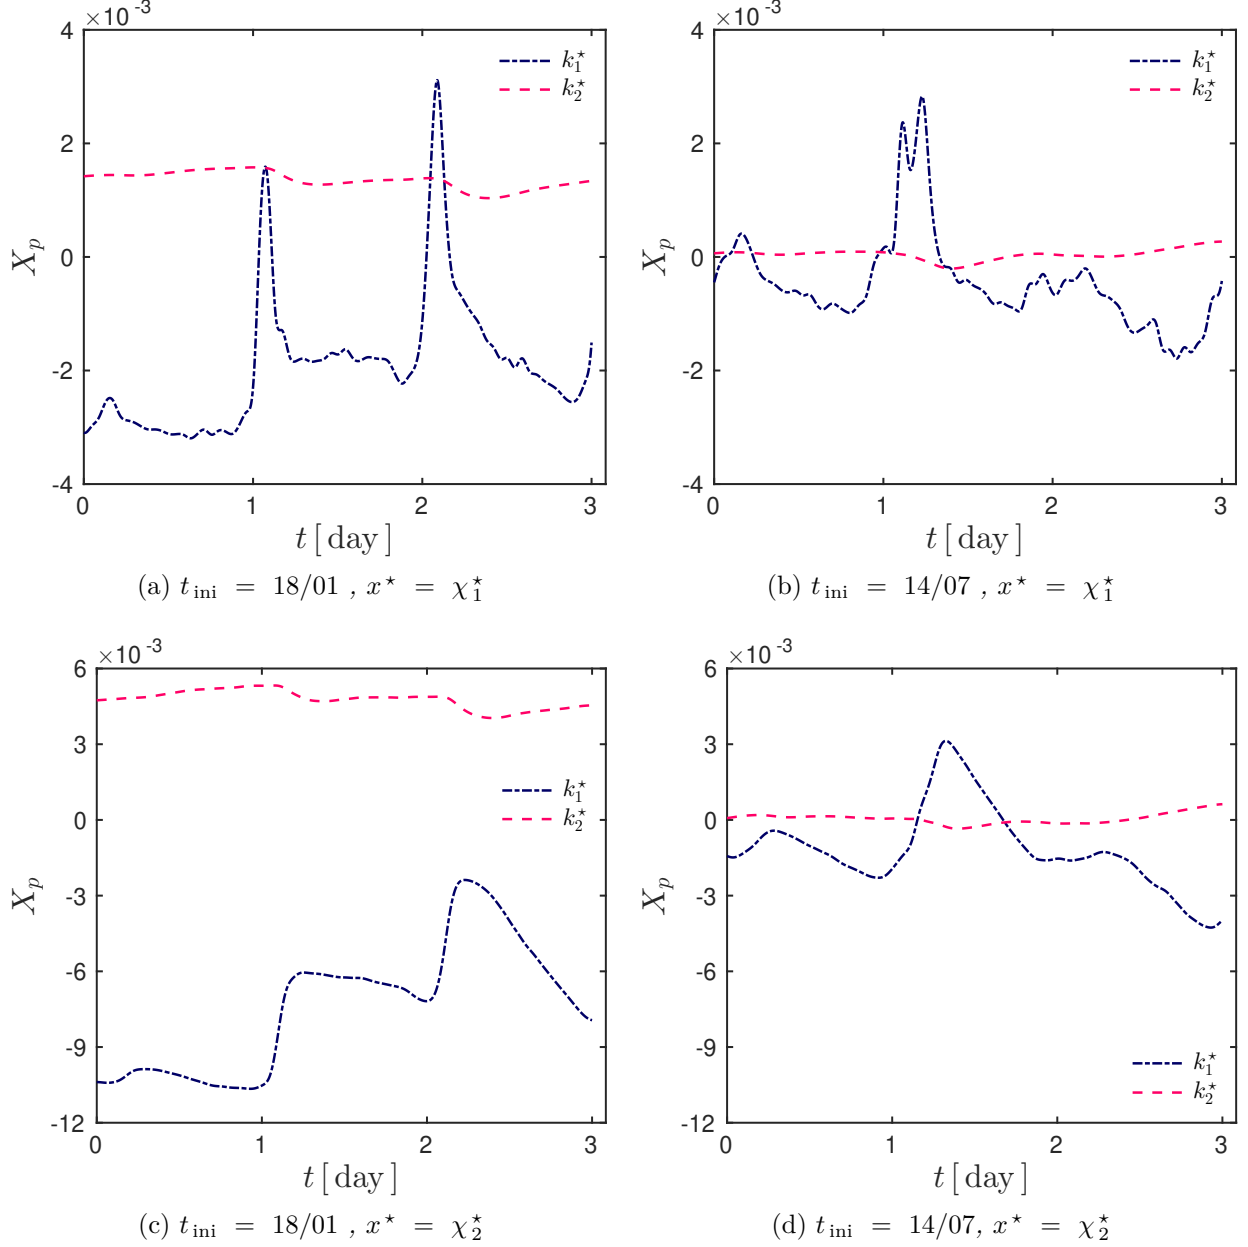 ×10⁻³
4
2
0
-2
-4
X_p
k₁*
k₂*
0 1 2 3
t [ day ]
(a) t_ini = 18/01 , x* = χ₁*
×10⁻³
4
2
0
-2
-4
X_p
k₁*
k₂*
0 1 2 3
t [ day ]
(b) t_ini = 14/07 , x* = χ₁*
×10⁻³
6
3
0
-3
-6
-9
-12
X_p
k₁*
k₂*
0 1 2 3
t [ day ]
(c) t_ini = 18/01 , x* = χ₂*
×10⁻³
6
3
0
-3
-6
-9
-12
X_p
k₁*
k₂*
0 1 2 3
t [ day ]
(d) t_ini = 14/07, x* = χ₂*